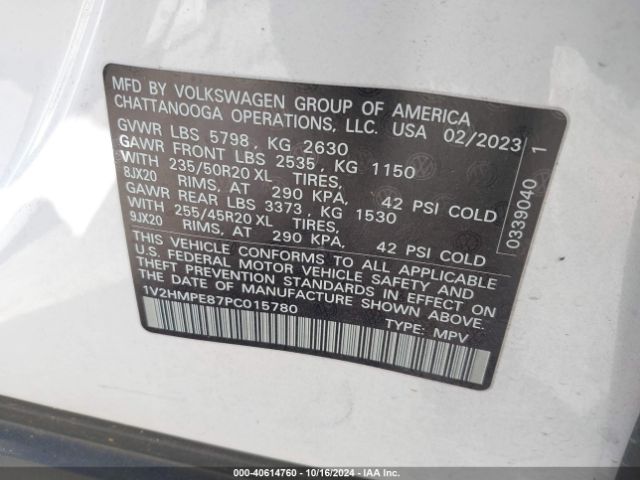 MFD BY VOLKSWAGEN GROUP OF AMERICA
CHATTANOOGA OPERATIONS, LLC. USA 02/2023
GVWR LBS 5798, KG 2630
GAWR FRONT LBS 2535, KG 1150
WITH 235/50R20 XL TIRES,
8JX20 RIMS, AT 290 KPA, 42 PSI COLD
GAWR REAR LBS 3373, KG 1530
WITH 255/45R20 XL TIRES,
9JX20 RIMS, AT 290 KPA, 42 PSI COLD
THIS VEHICLE CONFORMS TO ALL APPLICABLE
U.S. FEDERAL MOTOR VEHICLE SAFETY AND
THEFT PREVENTION STANDARDS IN EFFECT ON
THE DATE OF MANUFACTURE SHOWN ABOVE.
1V2HMPE87PC015780
TYPE: MPV
0339040 1
Copart-Stock# - 40614760 - 10/16/2024 - IAA Inc.